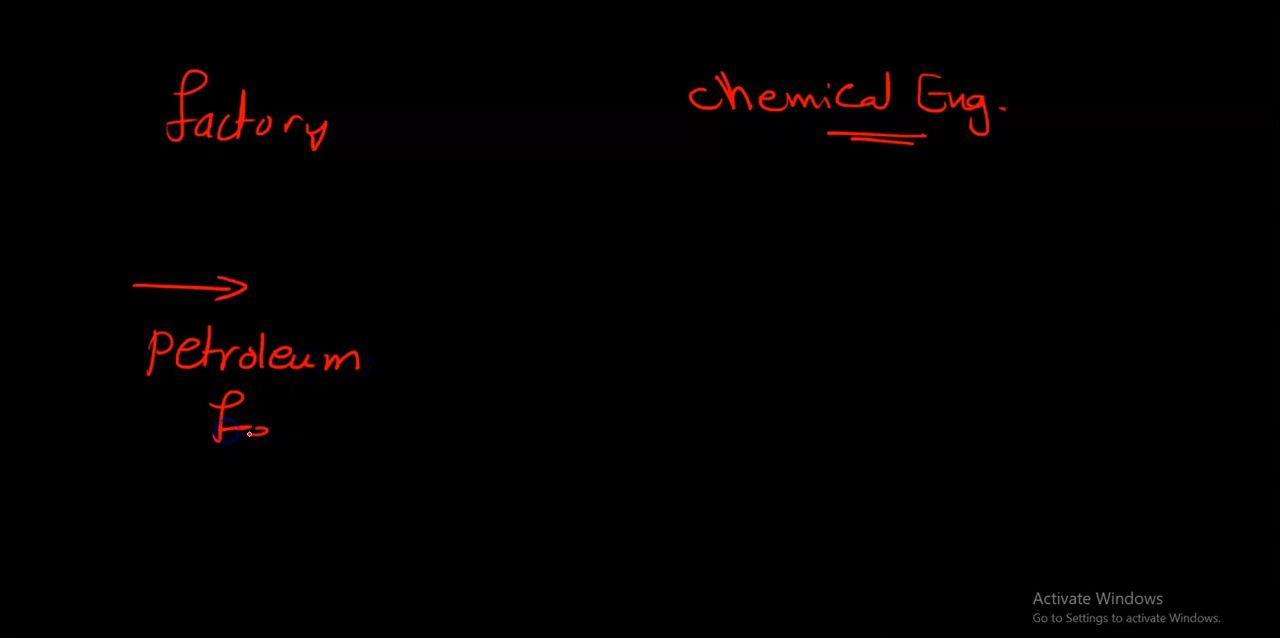 factory
chemical Eng.
petroleum
Activate Windows
Go to Settings to activate Windows.